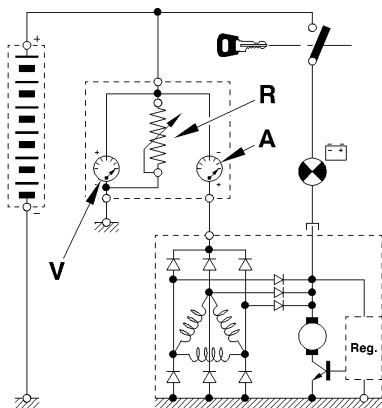 +
R
A
+
-
- +
-
+
-
V
Reg.